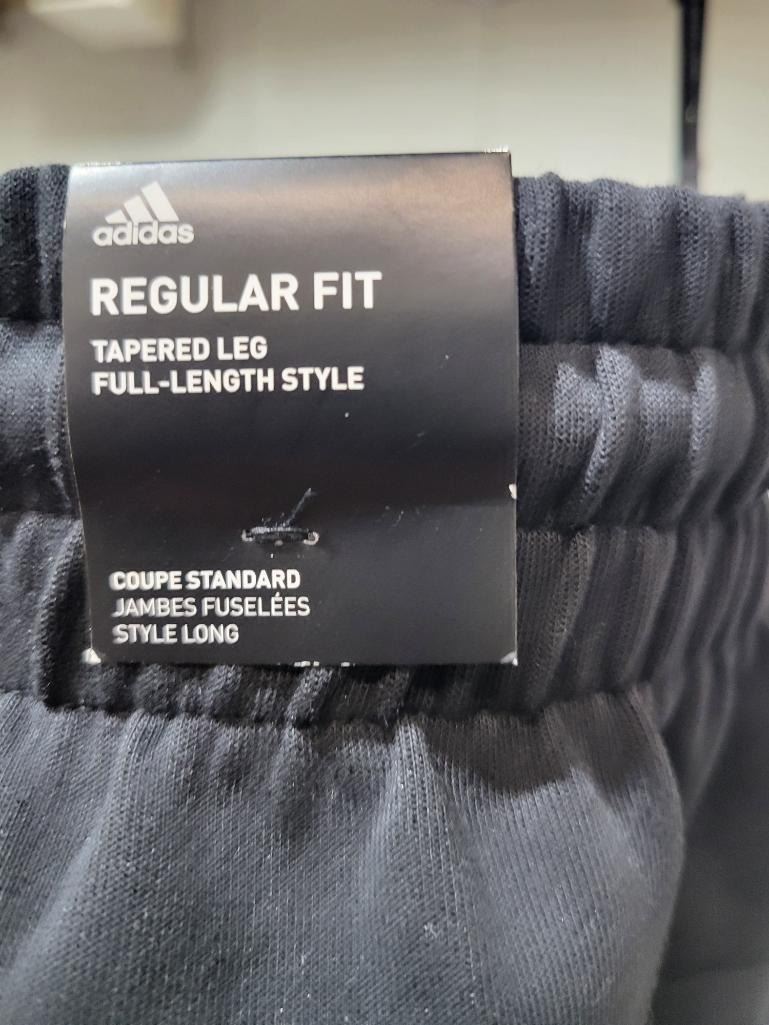 adidas
REGULAR FIT
TAPERED LEG
FULL-LENGTH STYLE
COUPE STANDARD
JAMBES FUSELÉES
STYLE LONG